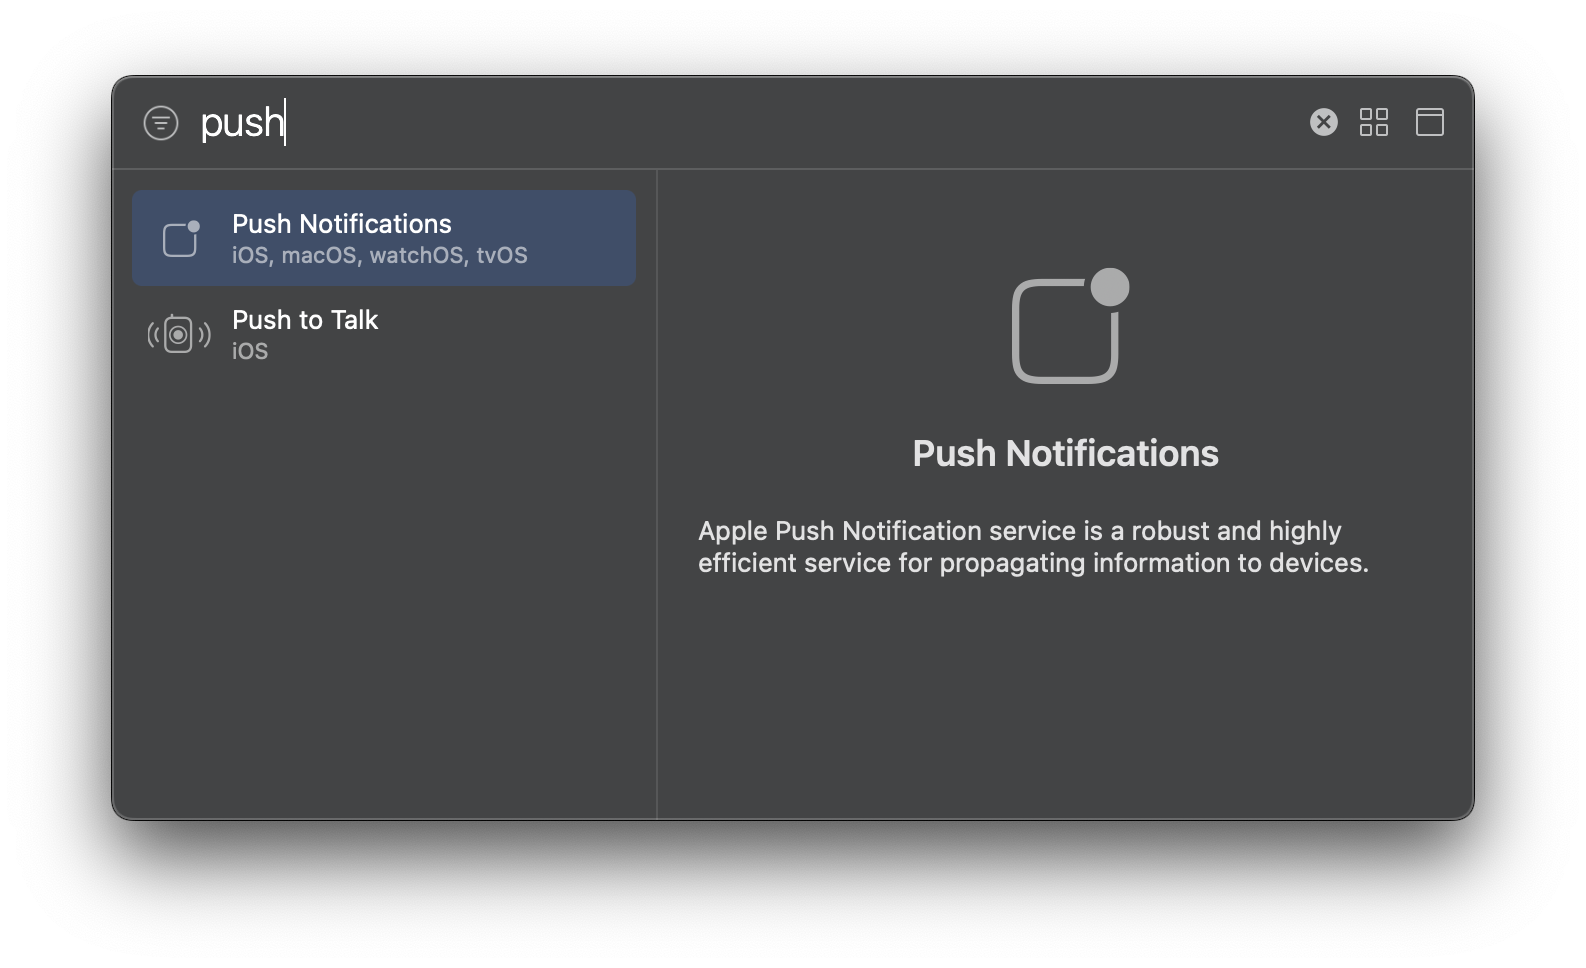 push
Push Notifications
iOS, macOS, watchOS, tvOS
Push to Talk
iOS
Push Notifications
Apple Push Notification service is a robust and highly
efficient service for propagating information to devices.